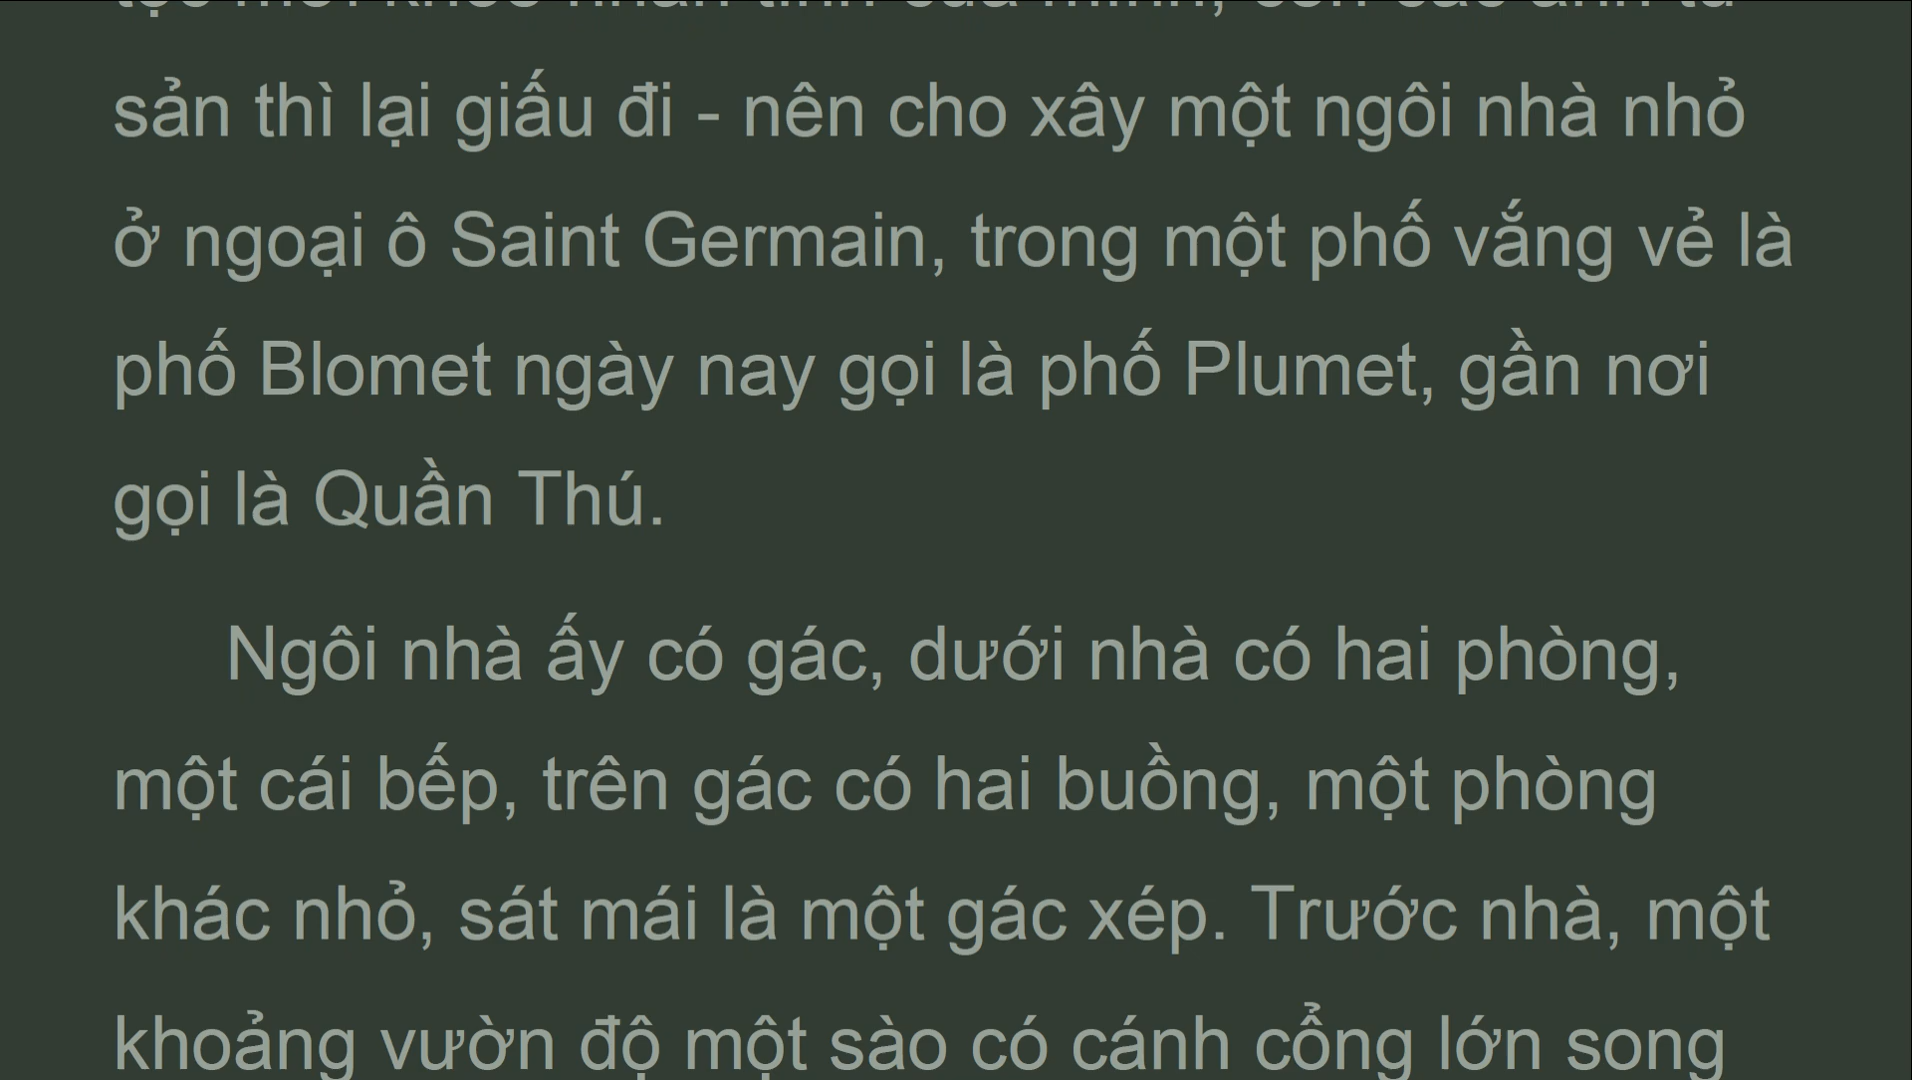 sản thì lại giấu đi - nên cho xây một ngôi nhà nhỏ
ở ngoại ô Saint Germain, trong một phố vắng vẻ là
phố Blomet ngày nay gọi là phố Plumet, gần nơi
gọi là Quần Thú.
Ngôi nhà ấy có gác, dưới nhà có hai phòng,
một cái bếp, trên gác có hai buồng, một phòng
khác nhỏ, sát mái là một gác xép. Trước nhà, một
khoảng vườn độ một sào có cánh cổng lớn song